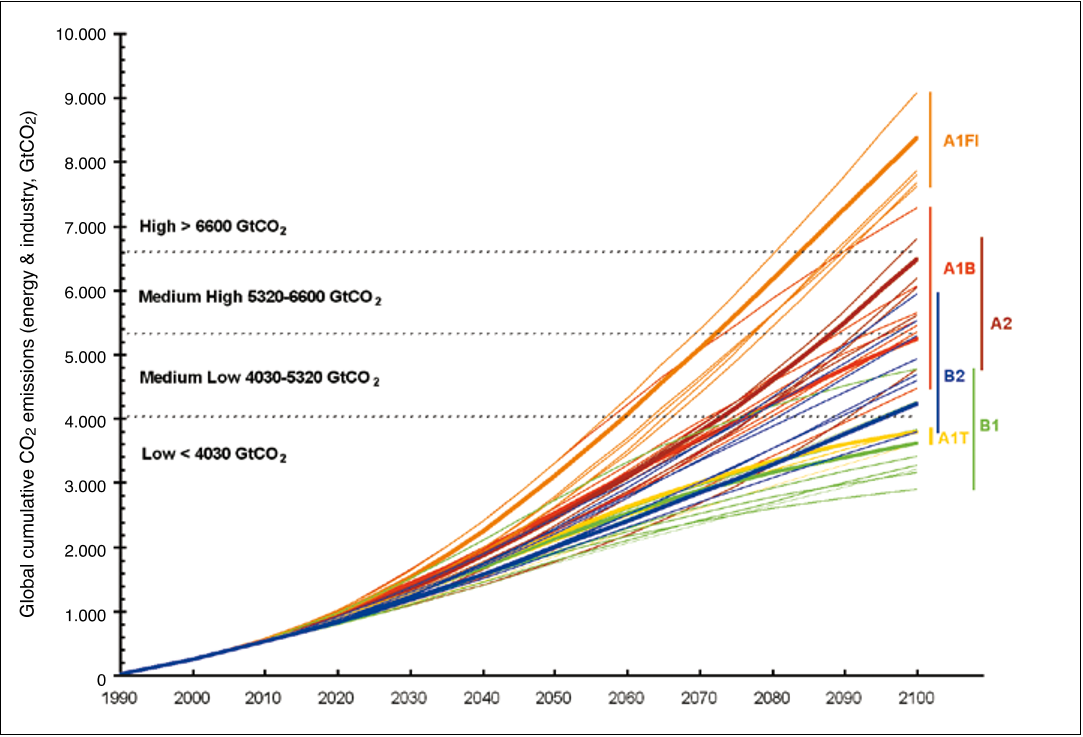 Global cumulative CO2 emissions (energy & industry, GtCO2)
10.000
9.000
8.000
7.000
6.000
5.000
4.000
3.000
2.000
1.000
0
High > 6600 GtCO2
Medium High 5320-6600 GtCO2
Medium Low 4030-5320 GtCO2
Low < 4030 GtCO2
A1FI
A1B
A2
B2
B1
A1T
1990 2000 2010 2020 2030 2040 2050 2060 2070 2080 2090 2100